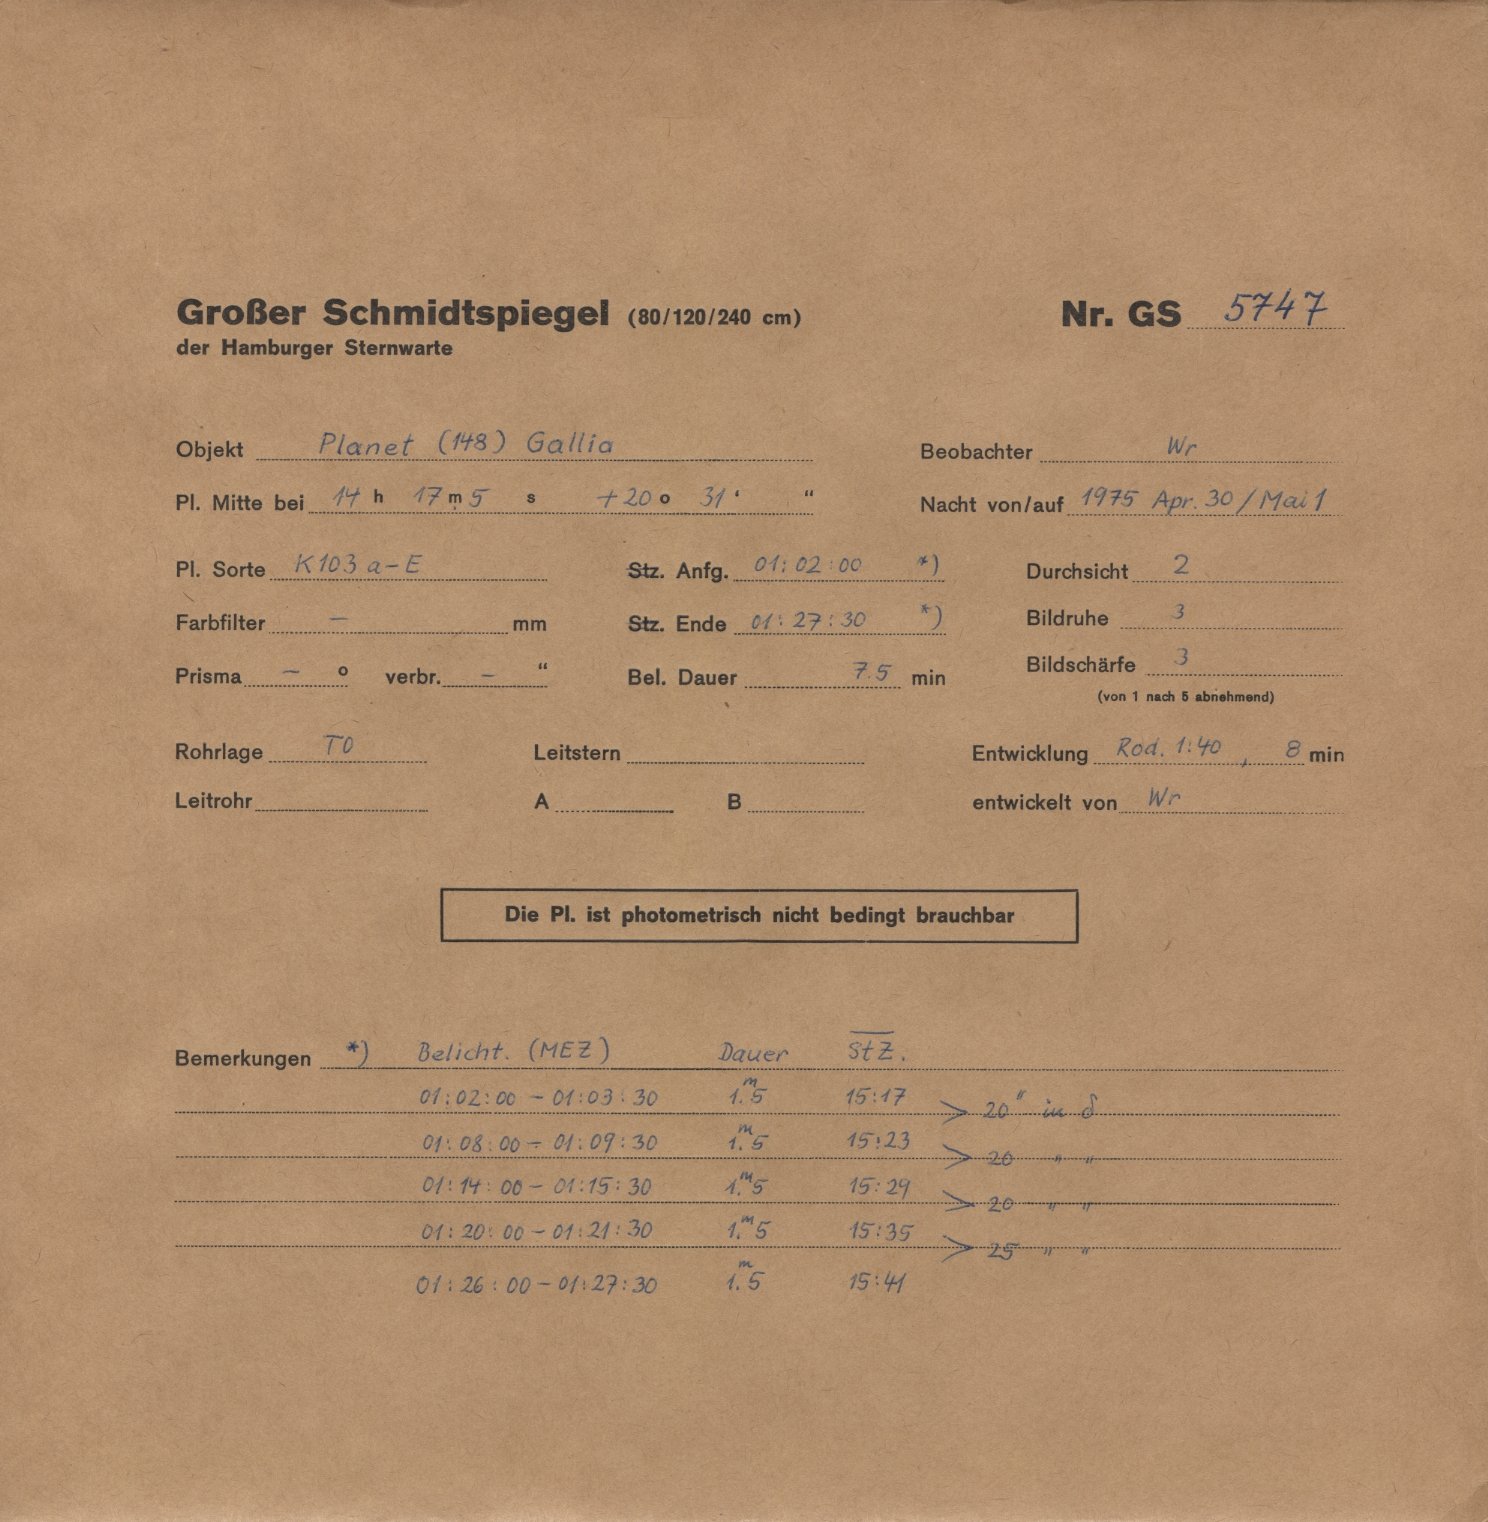 Großer Schmidtspiegel (80/120/240 cm) Nr. GS 5747
der Hamburger Sternwarte
Objekt Planet (148) Gallia Beobachter Wr
Pl. Mitte bei 14 h 17 m. 5 s +20 o 31 ' " Nacht von/auf 1975 Apr. 30 / Mai 1
Pl. Sorte K103 a-E Stz. Anfg. 01:02:00 *) Durchsicht 2
Farbfilter — mm Stz. Ende 01:27:30 *) Bildruhe 3
Prisma — o verbr. — " Bel. Dauer 7.5 min Bildschärfe 3
(von 1 nach 5 abnehmend)
Rohrlage T0 Leitstern Entwicklung Rod. 1:40, 8 min
Leitrohr A B entwickelt von Wr
Die Pl. ist photometrisch nicht bedingt brauchbar
Bemerkungen *) Belicht. (MEZ) Dauer StZ.
01:02:00 - 01:03:30 1.m5 15:17 > 20" in δ
01:08:00 - 01:09:30 1.m5 15:23 > 20 " "
01:14:00 - 01:15:30 1.m5 15:29 > 20 " "
01:20:00 - 01:21:30 1.m5 15:35 > 25 " "
01:26:00 - 01:27:30 1.m5 15:41